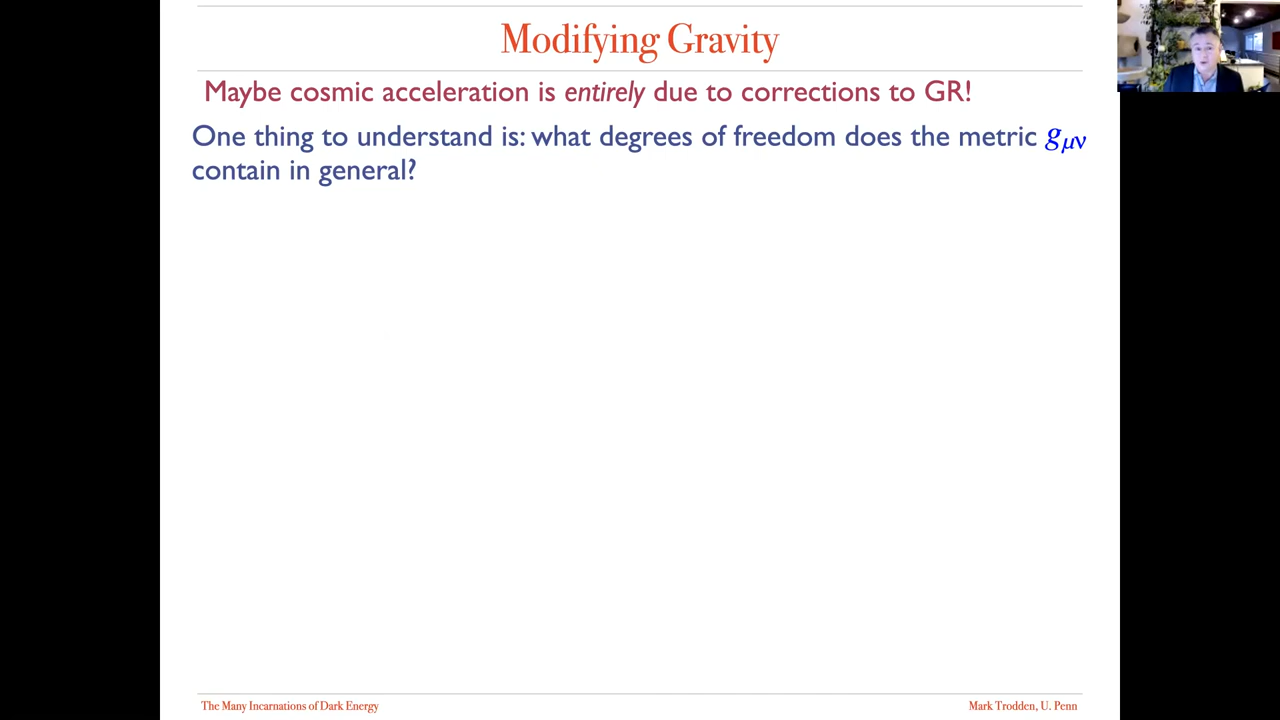 Modifying Gravity
Maybe cosmic acceleration is entirely due to corrections to GR!
One thing to understand is: what degrees of freedom does the metric gμν
contain in general?
The Many Incarnations of Dark Energy
Mark Trodden, U. Penn